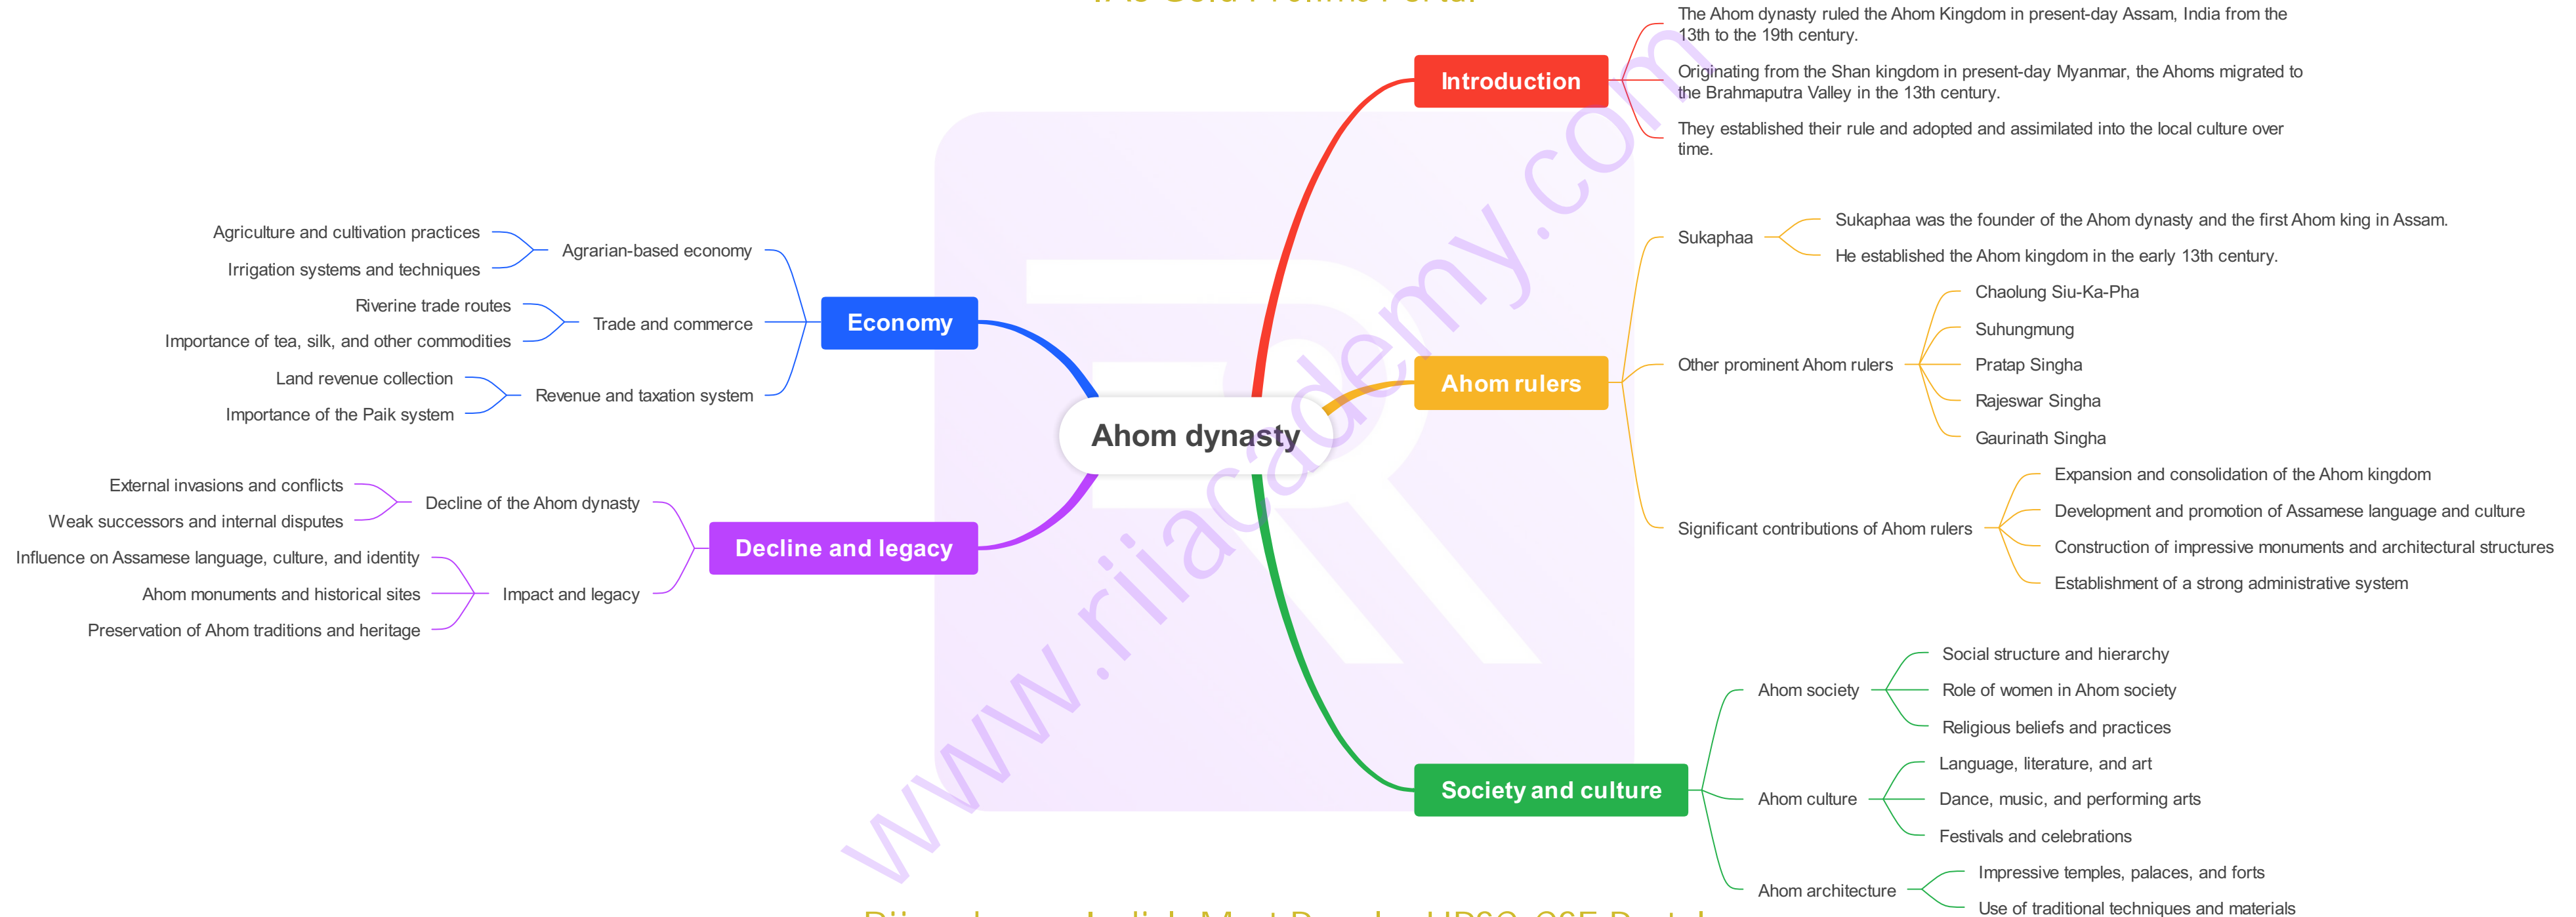 Ahom dynasty
Introduction
The Ahom dynasty ruled the Ahom Kingdom in present-day Assam, India from the
13th to the 19th century.
Originating from the Shan kingdom in present-day Myanmar, the Ahoms migrated to
the Brahmaputra Valley in the 13th century.
They established their rule and adopted and assimilated into the local culture over
time.
Ahom rulers
Sukaphaa
Sukaphaa was the founder of the Ahom dynasty and the first Ahom king in Assam.
He established the Ahom kingdom in the early 13th century.
Other prominent Ahom rulers
Chaolung Siu-Ka-Pha
Suhungmung
Pratap Singha
Rajeswar Singha
Gaurinath Singha
Significant contributions of Ahom rulers
Expansion and consolidation of the Ahom kingdom
Development and promotion of Assamese language and culture
Construction of impressive monuments and architectural structures
Establishment of a strong administrative system
Society and culture
Ahom society
Social structure and hierarchy
Role of women in Ahom society
Religious beliefs and practices
Ahom culture
Language, literature, and art
Dance, music, and performing arts
Festivals and celebrations
Ahom architecture
Impressive temples, palaces, and forts
Use of traditional techniques and materials
Economy
Agrarian-based economy
Agriculture and cultivation practices
Irrigation systems and techniques
Trade and commerce
Riverine trade routes
Importance of tea, silk, and other commodities
Revenue and taxation system
Land revenue collection
Importance of the Paik system
Decline and legacy
Decline of the Ahom dynasty
External invasions and conflicts
Weak successors and internal disputes
Impact and legacy
Influence on Assamese language, culture, and identity
Ahom monuments and historical sites
Preservation of Ahom traditions and heritage
www.rijiacademy.com